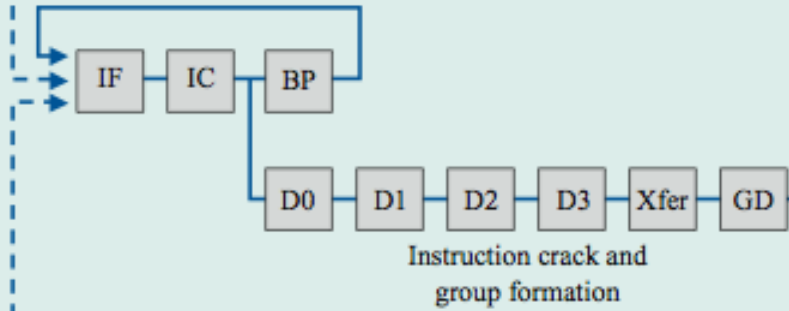 IF IC BP
D0 D1 D2 D3 Xfer GD
Instruction crack and
group formation